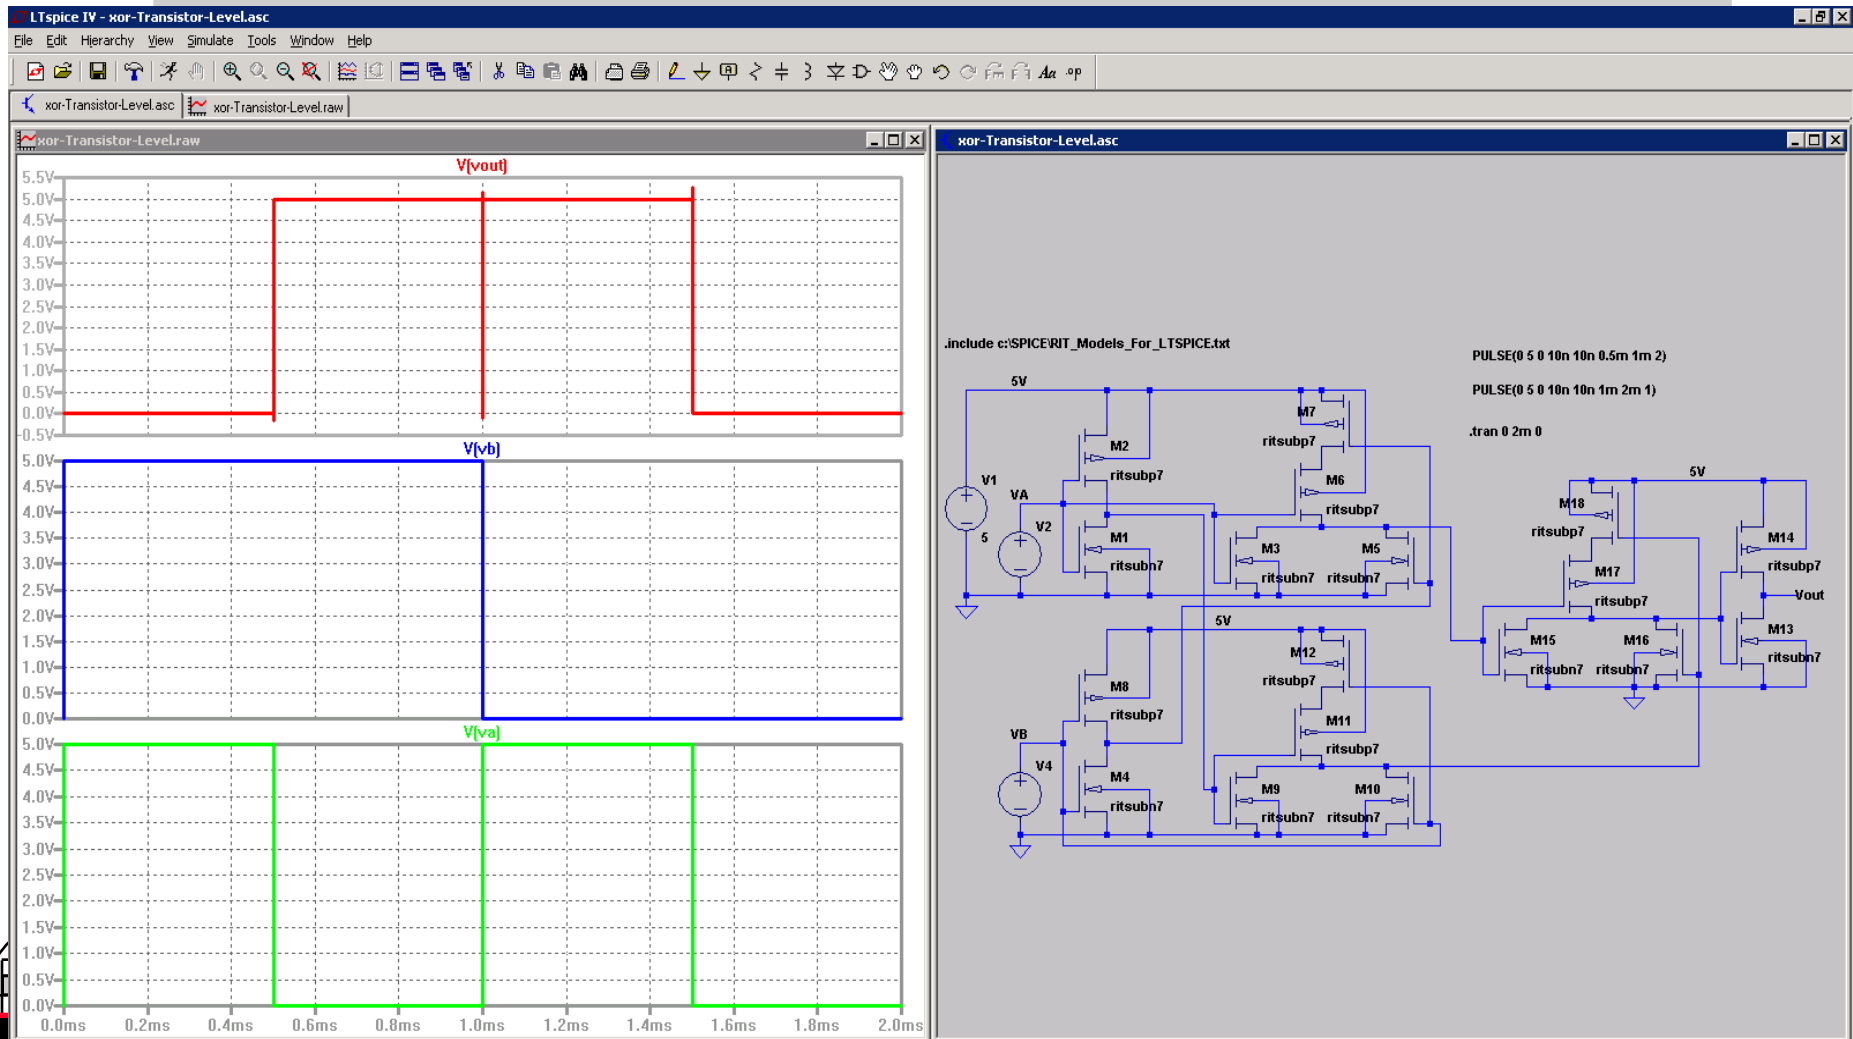 LTspice IV - xor-Transistor-Level.asc
File Edit Hierarchy View Simulate Tools Window Help
Aa .op
xor-Transistor-Level.asc xor-Transistor-Level.raw
xor-Transistor-Level.raw
V(vout)
5.5V
5.0V
4.5V
4.0V
3.5V
3.0V
2.5V
2.0V
1.5V
1.0V
0.5V
0.0V
-0.5V
V(vb)
5.0V
4.5V
4.0V
3.5V
3.0V
2.5V
2.0V
1.5V
1.0V
0.5V
0.0V
V(va)
5.0V
4.5V
4.0V
3.5V
3.0V
2.5V
2.0V
1.5V
1.0V
0.5V
0.0V
0.0ms 0.2ms 0.4ms 0.6ms 0.8ms 1.0ms 1.2ms 1.4ms 1.6ms 1.8ms 2.0ms
xor-Transistor-Level.asc
.include c:\SPICE\RIT_Models_For_LTSPICE.txt
PULSE(0 5 0 10n 10n 0.5m 1m 2)
PULSE(0 5 0 10n 10n 1m 2m 1)
.tran 0 2m 0
5V
M7
ritsubp7
M2
ritsubp7
M6
ritsubp7
V1
5
VA
V2
M1
ritsubn7
M3
ritsubn7
M5
ritsubn7
5V
M18
ritsubp7
M17
ritsubp7
M14
ritsubp7
Vout
M15
ritsubn7
M16
ritsubn7
M13
ritsubn7
5V
M12
ritsubp7
M8
ritsubp7
M11
ritsubp7
VB
V4
M4
ritsubn7
M9
ritsubn7
M10
ritsubn7